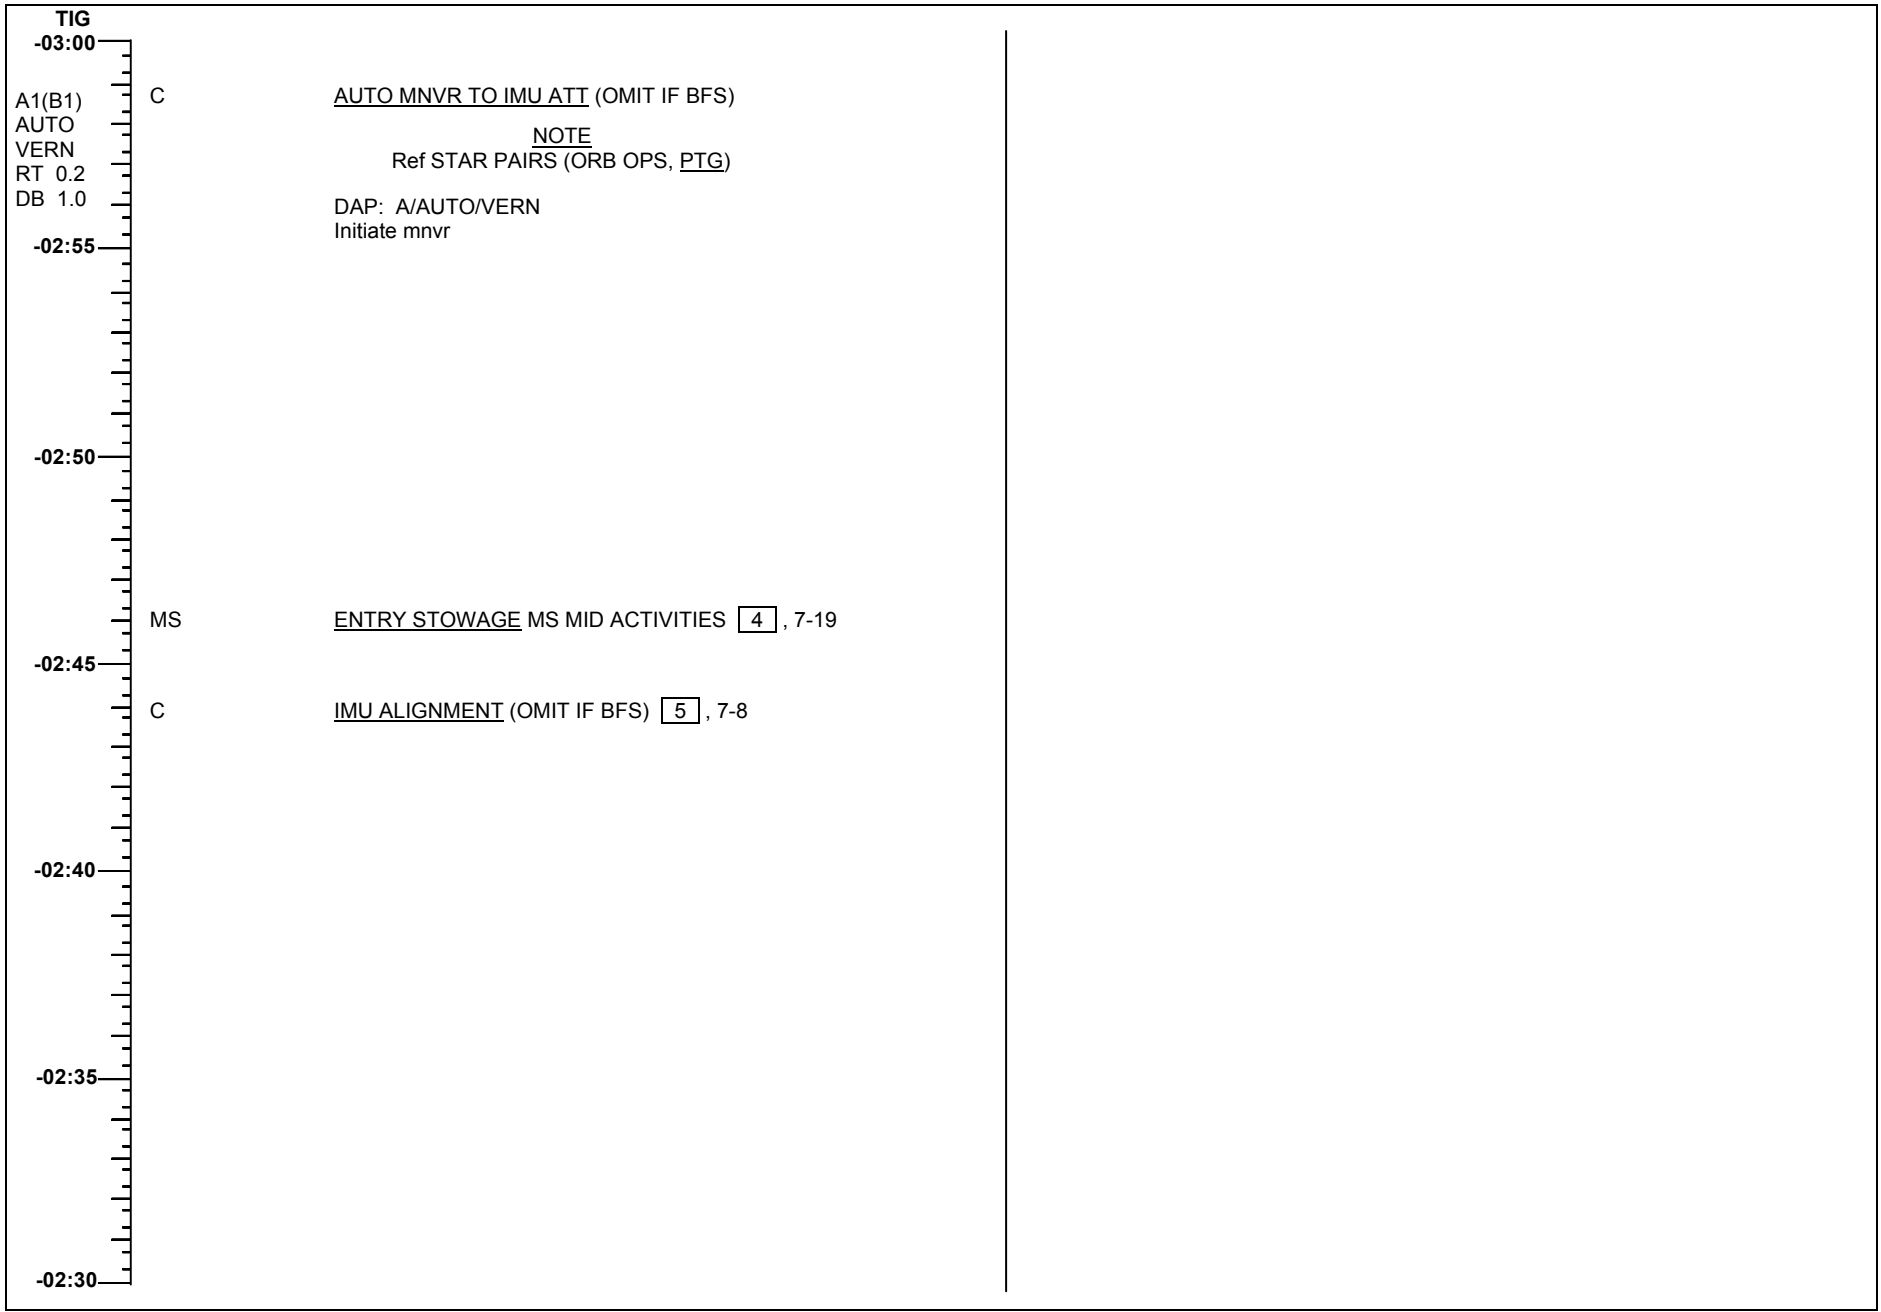 TIG
-03:00
A1(B1)
AUTO
VERN
RT 0.2
DB 1.0
C AUTO MNVR TO IMU ATT (OMIT IF BFS)
NOTE
Ref STAR PAIRS (ORB OPS, PTG)
DAP: A/AUTO/VERN
Initiate mnvr
-02:55
-02:50
MS ENTRY STOWAGE MS MID ACTIVITIES 4 , 7-19
-02:45
C IMU ALIGNMENT (OMIT IF BFS) 5 , 7-8
-02:40
-02:35
-02:30